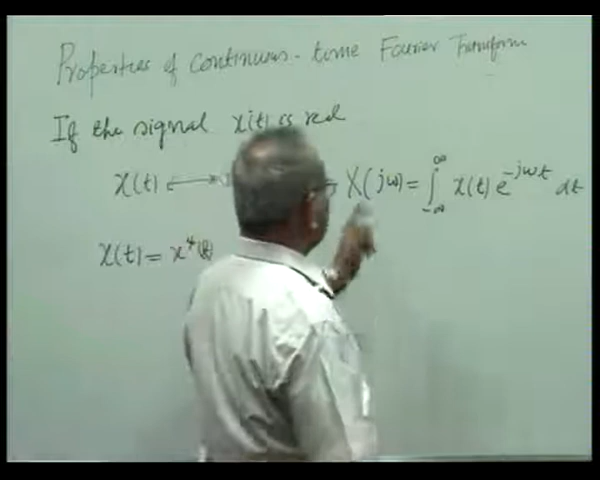 Properties of continuous-time Fourier Transform
If the signal x(t) is real
x(t) ⟷ X(jω) = ∫_{-∞}^{∞} x(t) e^{-jωt} dt
x(t) = x*(t)